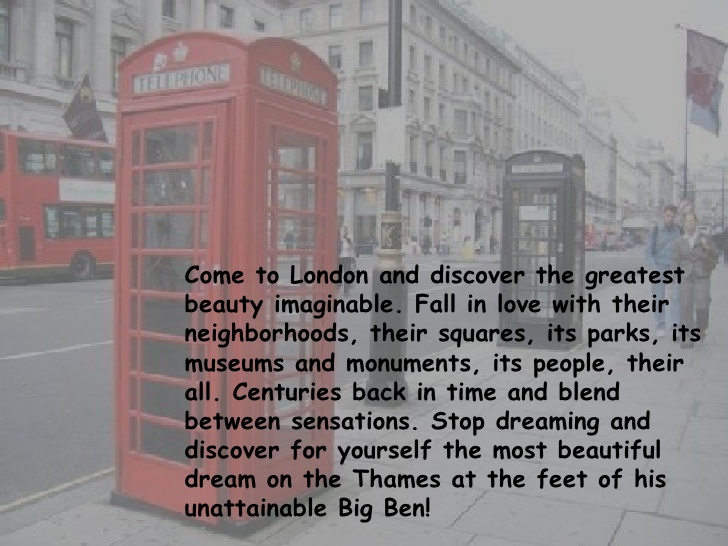 TELEPHONE TELEPHONE
Come to London and discover the greatest
beauty imaginable. Fall in love with their
neighborhoods, their squares, its parks, its
museums and monuments, its people, their
all. Centuries back in time and blend
between sensations. Stop dreaming and
discover for yourself the most beautiful
dream on the Thames at the feet of his
unattainable Big Ben!